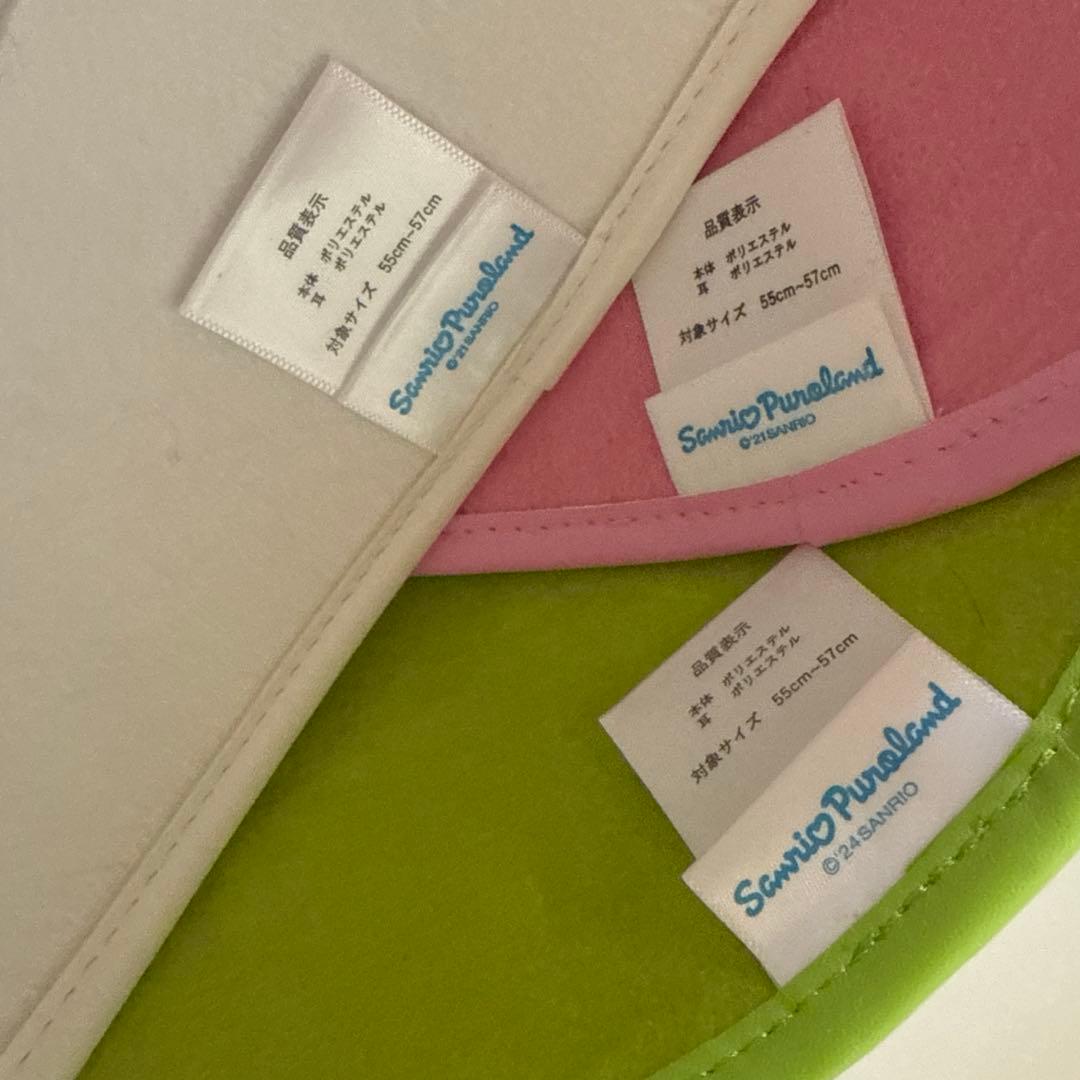 品質表示
本体 ポリエステル
耳 ポリエステル
対象サイズ 55cm~57cm
Sanrio Puroland
©'21 SANRIO
品質表示
本体 ポリエステル
耳 ポリエステル
対象サイズ 55cm~57cm
Sanrio Puroland
©'21 SANRIO
品質表示
本体 ポリエステル
耳 ポリエステル
対象サイズ 55cm~57cm
Sanrio Puroland
©'24 SANRIO